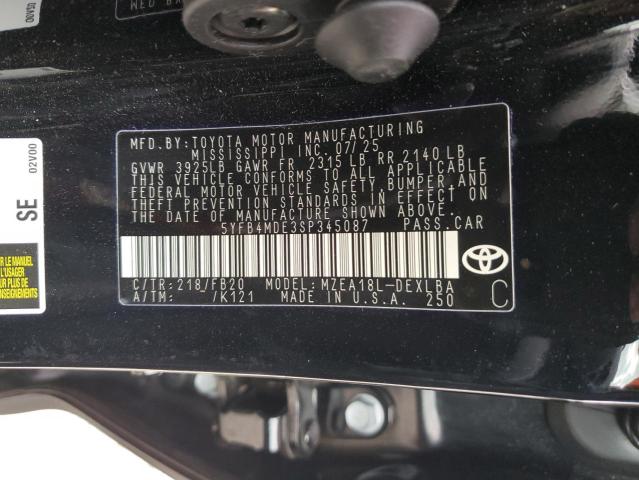 MFD.BY:TOYOTA MOTOR MANUFACTURING
MISSISSIPPI INC. 07/25
GVWR 3925LB GAWR FR 2315 LB RR 2140 LB
THIS VEHICLE CONFORMS TO ALL APPLICABLE
FEDERAL MOTOR VEHICLE SAFETY, BUMPER, AND
THEFT PREVENTION STANDARDS IN EFFECT ON
THE DATE OF MANUFACTURE SHOWN ABOVE.
5YFB4MDE3SP345087 PASS.CAR
C/TR:218/FB20 MODEL:MZEA18L-DEXLBA
A/TM: /K121 MADE IN U.S.A. 250
C
SE
02V00